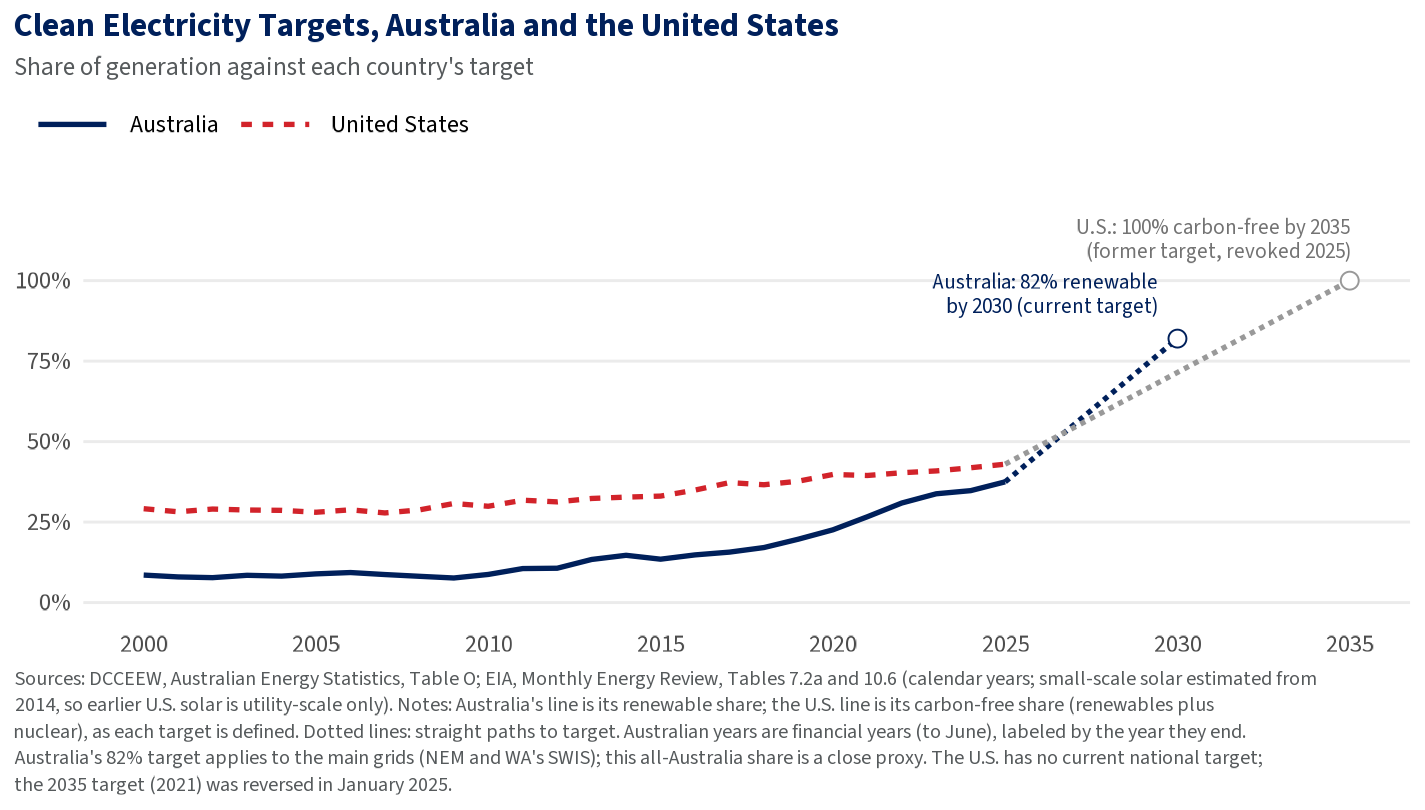 Clean Electricity Targets, Australia and the United States
Share of generation against each country's target
Australia
United States
U.S.: 100% carbon-free by 2035
(former target, revoked 2025)
Australia: 82% renewable
by 2030 (current target)
100%
75%
50%
25%
0%
2000 2005 2010 2015 2020 2025 2030 2035
Sources: DCCEEW, Australian Energy Statistics, Table O; EIA, Monthly Energy Review, Tables 7.2a and 10.6 (calendar years; small-scale solar estimated from
2014, so earlier U.S. solar is utility-scale only). Notes: Australia's line is its renewable share; the U.S. line is its carbon-free share (renewables plus
nuclear), as each target is defined. Dotted lines: straight paths to target. Australian years are financial years (to June), labeled by the year they end.
Australia's 82% target applies to the main grids (NEM and WA's SWIS); this all-Australia share is a close proxy. The U.S. has no current national target;
the 2035 target (2021) was reversed in January 2025.